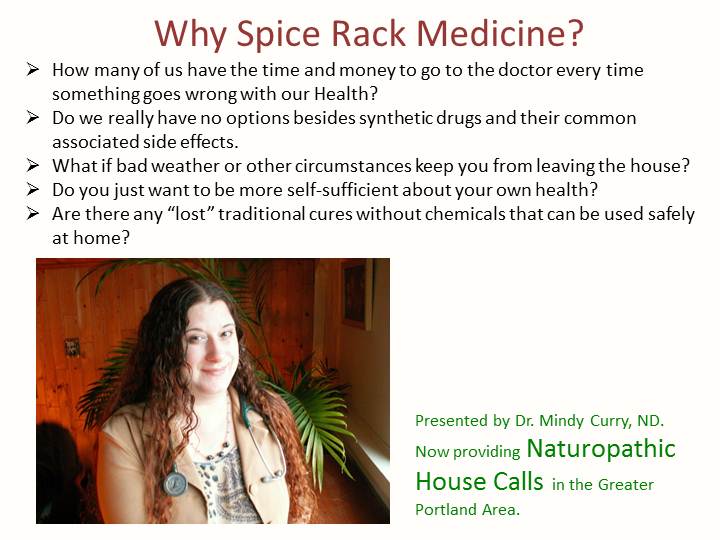 Why Spice Rack Medicine?
➢ How many of us have the time and money to go to the doctor every time
something goes wrong with our Health?
➢ Do we really have no options besides synthetic drugs and their common
associated side effects.
➢ What if bad weather or other circumstances keep you from leaving the house?
➢ Do you just want to be more self-sufficient about your own health?
➢ Are there any “lost” traditional cures without chemicals that can be used safely
at home?
Presented by Dr. Mindy Curry, ND.
Now providing Naturopathic
House Calls in the Greater
Portland Area.